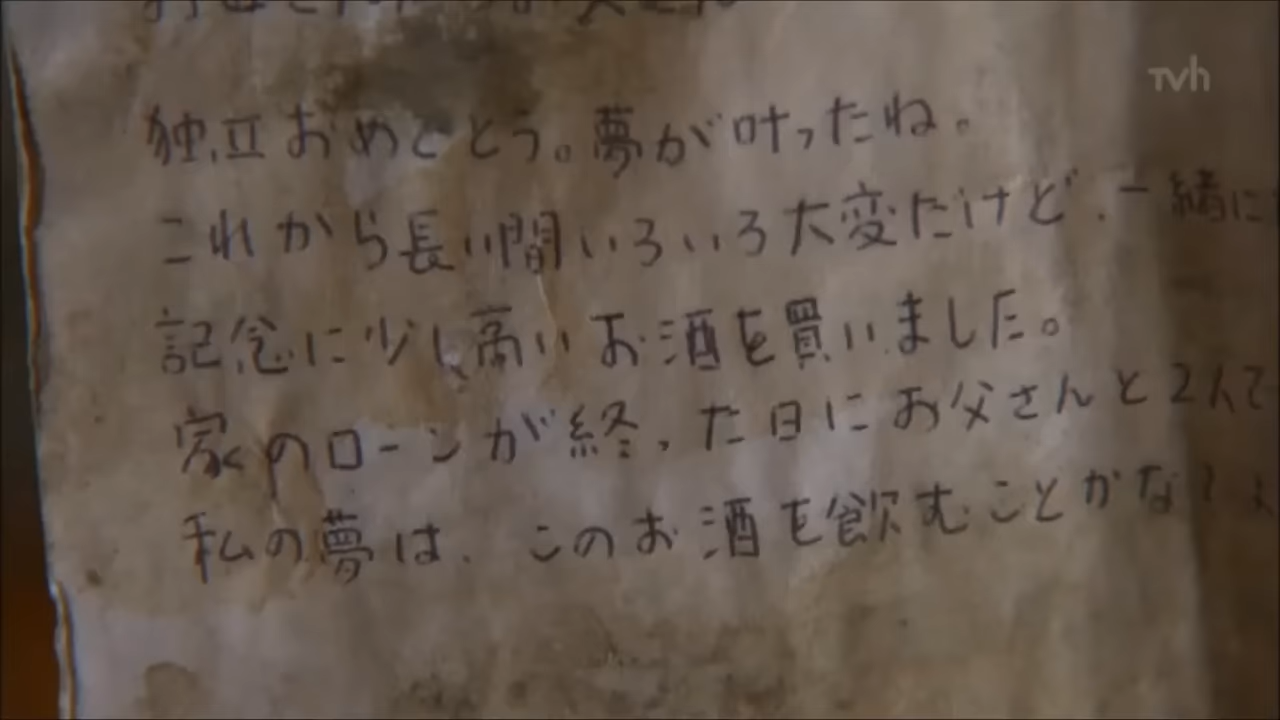 tvh
独立おめでとう。夢が叶ったね。
これから長い間いろいろ大変だけど、一緒に
記念に少し高いお酒を買いました。
家のローンが終った日にお父さんと2人で
私の夢は、このお酒を飲むことかな?